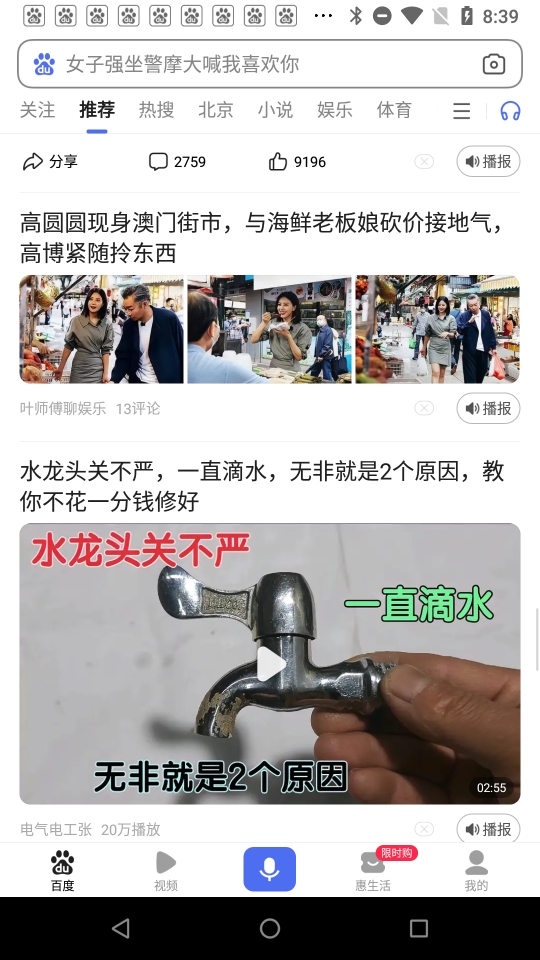 8:39
女子强坐警摩大喊我喜欢你
关注 推荐 热搜 北京 小说 娱乐 体育
分享 2759 9196 播报
高圆圆现身澳门街市，与海鲜老板娘砍价接地气，
高博紧随拎东西
叶师傅聊娱乐 13评论 播报
水龙头关不严，一直滴水，无非就是2个原因，教
你不花一分钱修好
水龙头关不严
一直滴水
无非就是2个原因
02:55
电气电工张 20万播放 播报
限时购
百度 视频 惠生活 我的